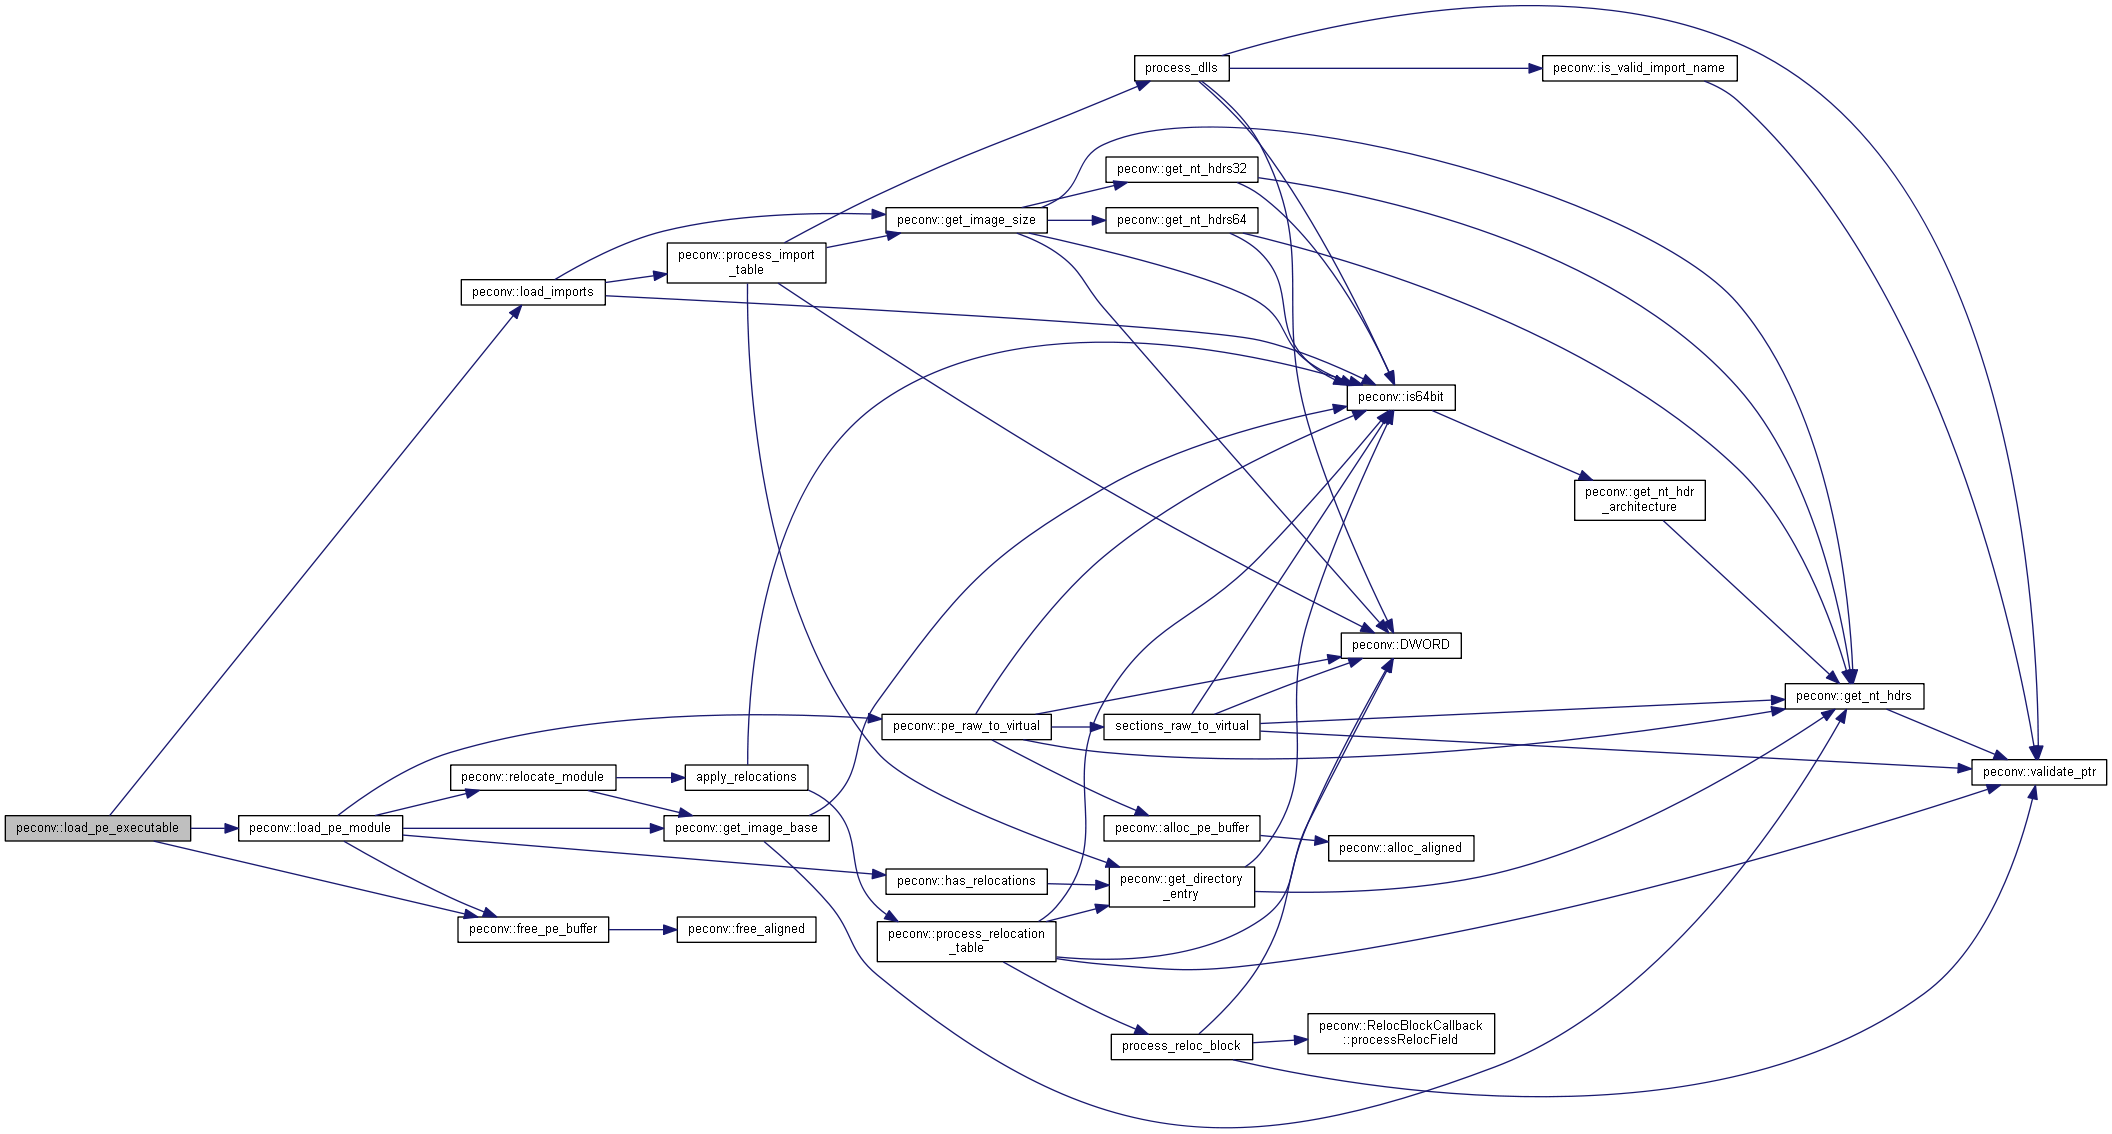 process_dlls
peconv::is_valid_import_name
peconv::get_nt_hdrs32
peconv::get_image_size
peconv::get_nt_hdrs64
peconv::process_import
_table
peconv::load_imports
peconv::is64bit
peconv::get_nt_hdr
_architecture
peconv::DWORD
peconv::get_nt_hdrs
peconv::pe_raw_to_virtual
sections_raw_to_virtual
peconv::validate_ptr
peconv::relocate_module
apply_relocations
peconv::load_pe_executable
peconv::load_pe_module
peconv::get_image_base
peconv::alloc_pe_buffer
peconv::alloc_aligned
peconv::has_relocations
peconv::get_directory
_entry
peconv::free_pe_buffer
peconv::free_aligned
peconv::process_relocation
_table
peconv::RelocBlockCallback
::processRelocField
process_reloc_block